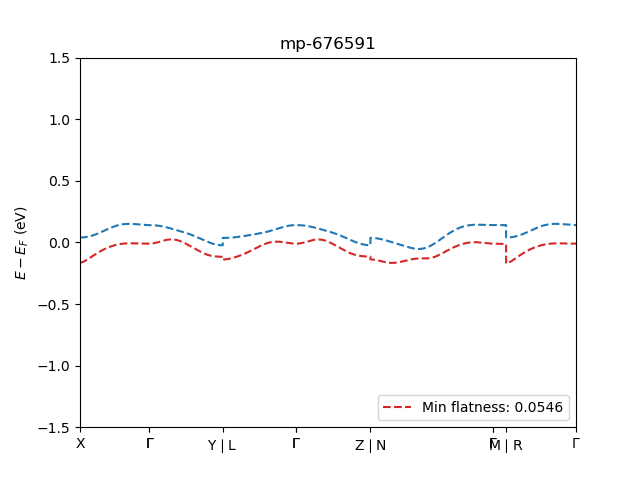 mp-676591
1.5
1.0
0.5
0.0
−0.5
−1.0
−1.5
E − E_F (eV)
Min flatness: 0.0546
X Γ Y | L Γ Z | N Γ M | R Γ